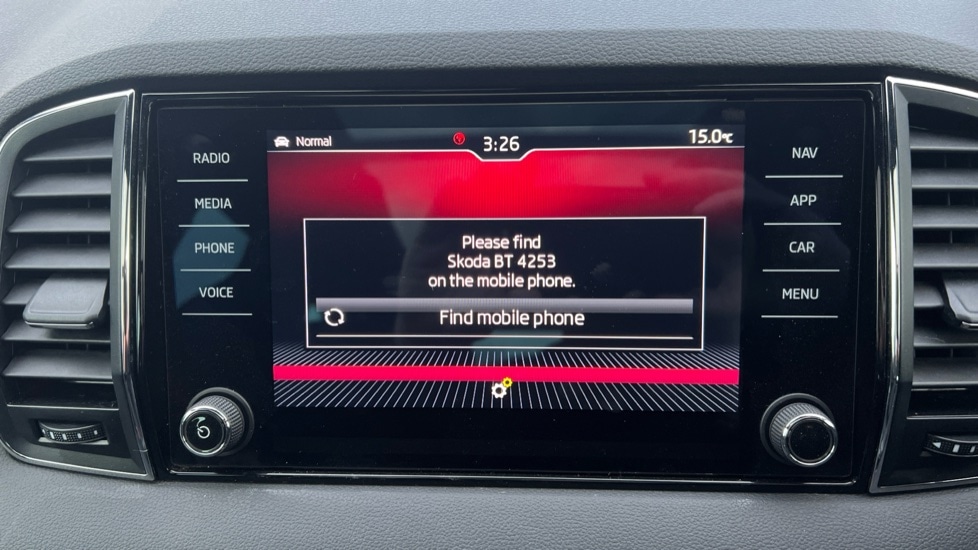 Normal
3:26
15.0°C
RADIO
MEDIA
PHONE
VOICE
Please find
Skoda BT 4253
on the mobile phone.
Find mobile phone
NAV
APP
CAR
MENU